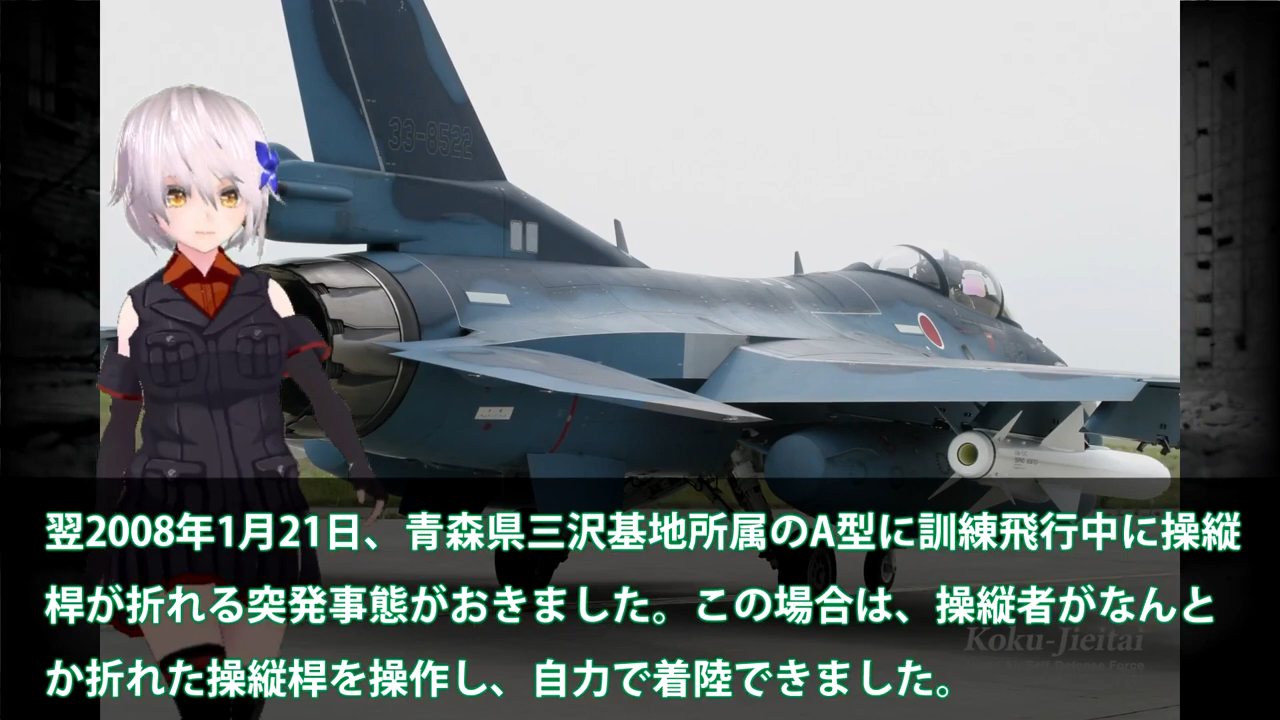 33-8522
翌2008年1月21日、青森県三沢基地所属のA型に訓練飛行中に操縦
桿が折れる突発事態がおきました。この場合は、操縦者がなんと
Koku-Jieitai
か折れた操縦桿を操作し、自力で着陸できました。